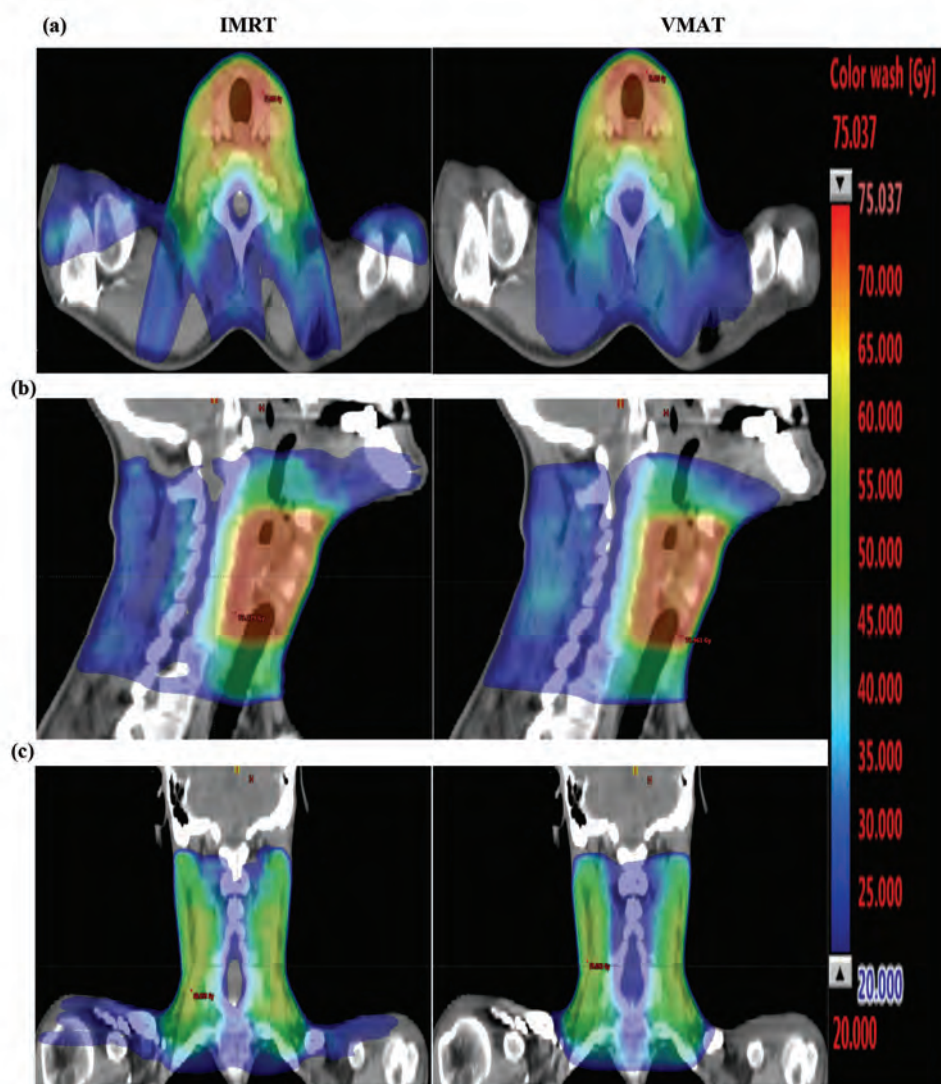 (a)
IMRT
VMAT
Color wash [Gy]
75.037
75.037
70.000
65.000
60.000
55.000
50.000
45.000
40.000
35.000
30.000
25.000
20.000
20.000
(b)
H
H
H
H
(c)
H
H
H
H